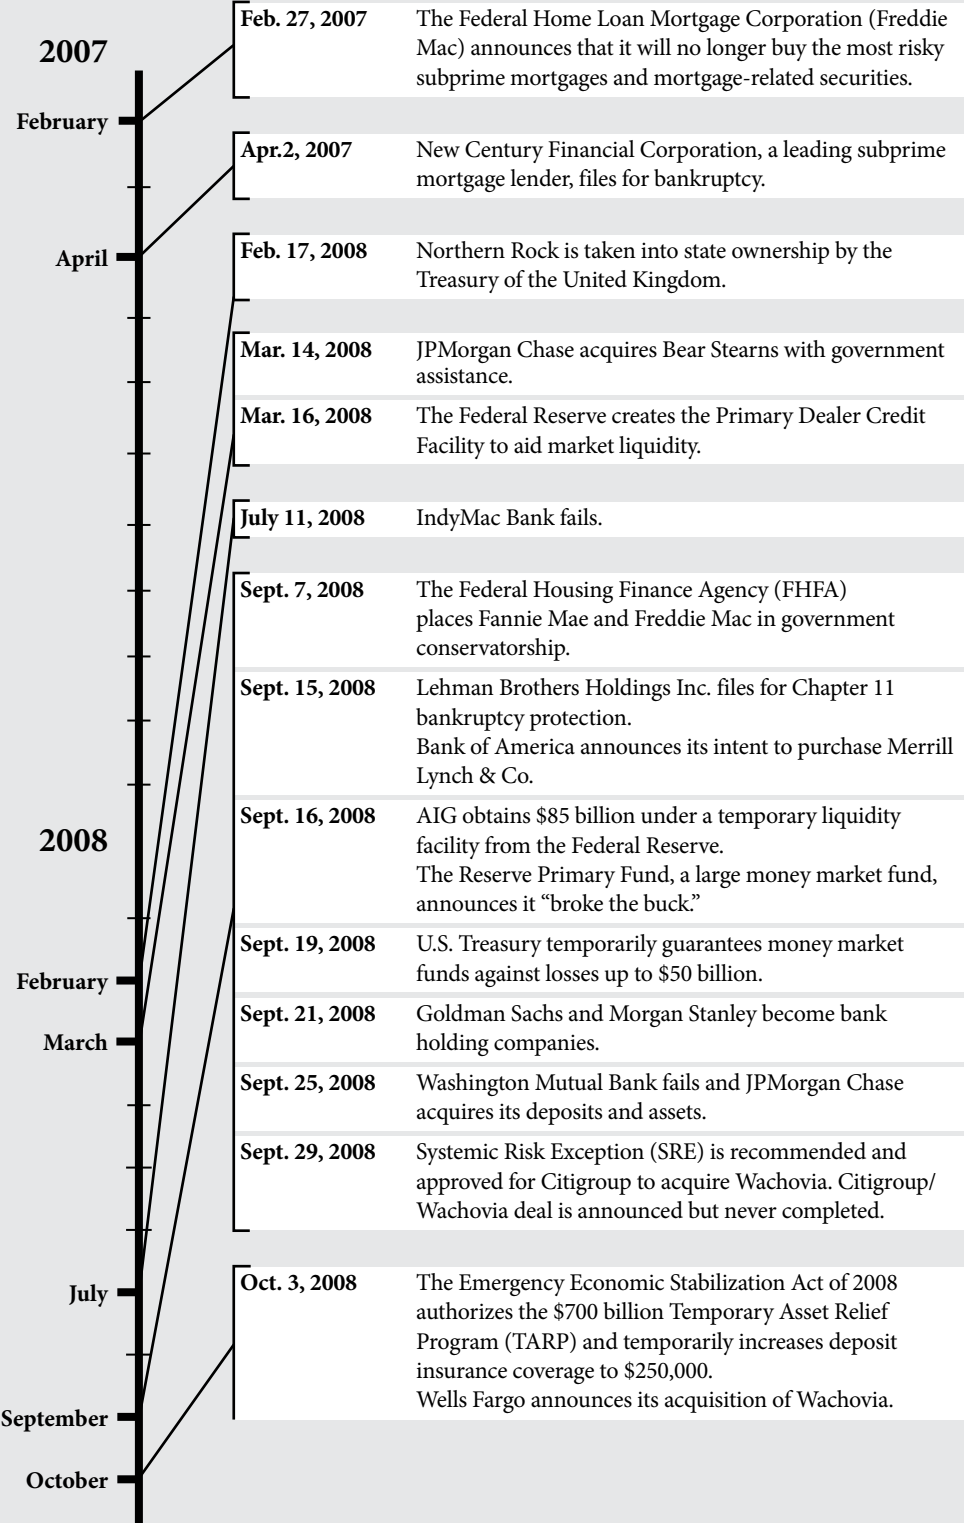 2007
February
April
2008
February
March
July
September
October
Feb. 27, 2007 The Federal Home Loan Mortgage Corporation (Freddie
Mac) announces that it will no longer buy the most risky
subprime mortgages and mortgage-related securities.
Apr.2, 2007 New Century Financial Corporation, a leading subprime
mortgage lender, files for bankruptcy.
Feb. 17, 2008 Northern Rock is taken into state ownership by the
Treasury of the United Kingdom.
Mar. 14, 2008 JPMorgan Chase acquires Bear Stearns with government
assistance.
Mar. 16, 2008 The Federal Reserve creates the Primary Dealer Credit
Facility to aid market liquidity.
July 11, 2008 IndyMac Bank fails.
Sept. 7, 2008 The Federal Housing Finance Agency (FHFA)
places Fannie Mae and Freddie Mac in government
conservatorship.
Sept. 15, 2008 Lehman Brothers Holdings Inc. files for Chapter 11
bankruptcy protection.
Bank of America announces its intent to purchase Merrill
Lynch & Co.
Sept. 16, 2008 AIG obtains $85 billion under a temporary liquidity
facility from the Federal Reserve.
The Reserve Primary Fund, a large money market fund,
announces it “broke the buck.”
Sept. 19, 2008 U.S. Treasury temporarily guarantees money market
funds against losses up to $50 billion.
Sept. 21, 2008 Goldman Sachs and Morgan Stanley become bank
holding companies.
Sept. 25, 2008 Washington Mutual Bank fails and JPMorgan Chase
acquires its deposits and assets.
Sept. 29, 2008 Systemic Risk Exception (SRE) is recommended and
approved for Citigroup to acquire Wachovia. Citigroup/
Wachovia deal is announced but never completed.
Oct. 3, 2008 The Emergency Economic Stabilization Act of 2008
authorizes the $700 billion Temporary Asset Relief
Program (TARP) and temporarily increases deposit
insurance coverage to $250,000.
Wells Fargo announces its acquisition of Wachovia.